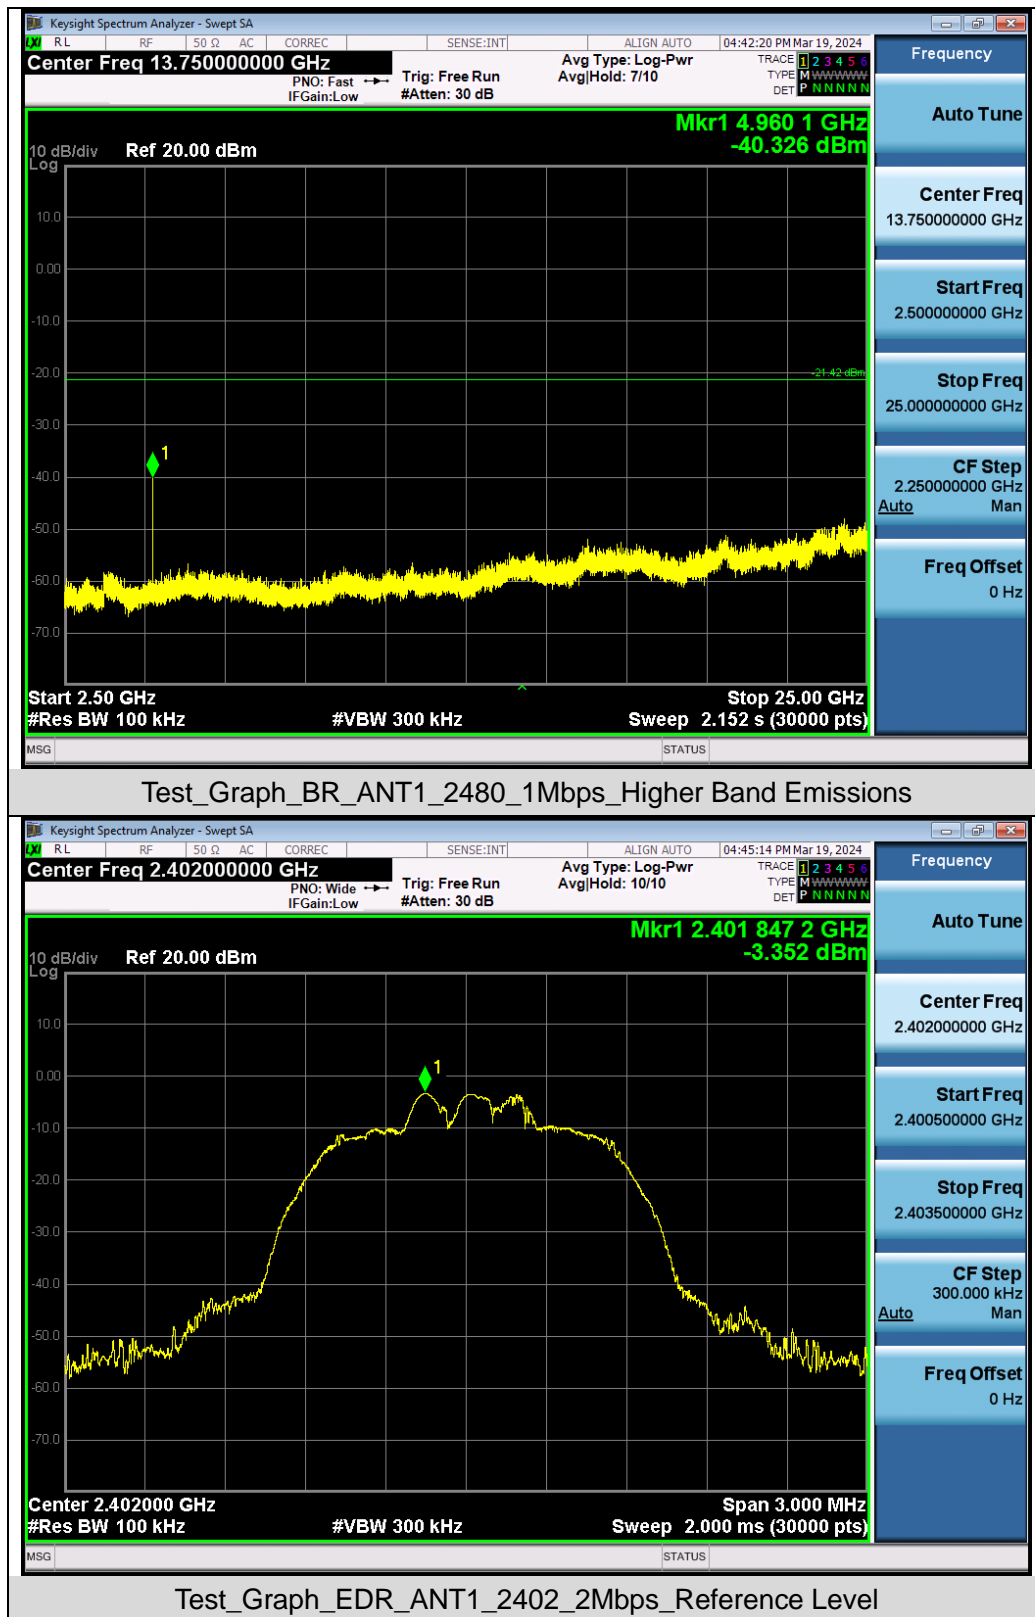 Keysight Spectrum Analyzer - Swept SA
LXI RL RF 50 Ω AC CORREC SENSE:INT ALIGN AUTO 04:42:20 PM Mar 19, 2024
Center Freq 13.750000000 GHz
PNO: Fast
IFGain:Low
Trig: Free Run
#Atten: 30 dB
Avg Type: Log-Pwr
Avg|Hold: 7/10
TRACE 1 2 3 4 5 6
TYPE M WWWWW
DET P N N N N N
Mkr1 4.960 1 GHz
-40.326 dBm
10 dB/div Ref 20.00 dBm
Log
10.0
0.00
-10.0
-20.0
-21.42 dBm
-30.0
1
-40.0
-50.0
-60.0
-70.0
Start 2.50 GHz Stop 25.00 GHz
#Res BW 100 kHz #VBW 300 kHz Sweep 2.152 s (30000 pts)
MSG STATUS
Frequency
Auto Tune
Center Freq
13.750000000 GHz
Start Freq
2.500000000 GHz
Stop Freq
25.000000000 GHz
CF Step
2.250000000 GHz
Auto Man
Freq Offset
0 Hz
Test_Graph_BR_ANT1_2480_1Mbps_Higher Band Emissions
Keysight Spectrum Analyzer - Swept SA
LXI RL RF 50 Ω AC CORREC SENSE:INT ALIGN AUTO 04:45:14 PM Mar 19, 2024
Center Freq 2.402000000 GHz
PNO: Wide
IFGain:Low
Trig: Free Run
#Atten: 30 dB
Avg Type: Log-Pwr
Avg|Hold: 10/10
TRACE 1 2 3 4 5 6
TYPE M WWWWW
DET P N N N N N
Mkr1 2.401 847 2 GHz
-3.352 dBm
10 dB/div Ref 20.00 dBm
Log
10.0
1
0.00
-10.0
-20.0
-30.0
-40.0
-50.0
-60.0
-70.0
Center 2.402000 GHz Span 3.000 MHz
#Res BW 100 kHz #VBW 300 kHz Sweep 2.000 ms (30000 pts)
MSG STATUS
Frequency
Auto Tune
Center Freq
2.402000000 GHz
Start Freq
2.400500000 GHz
Stop Freq
2.403500000 GHz
CF Step
300.000 kHz
Auto Man
Freq Offset
0 Hz
Test_Graph_EDR_ANT1_2402_2Mbps_Reference Level